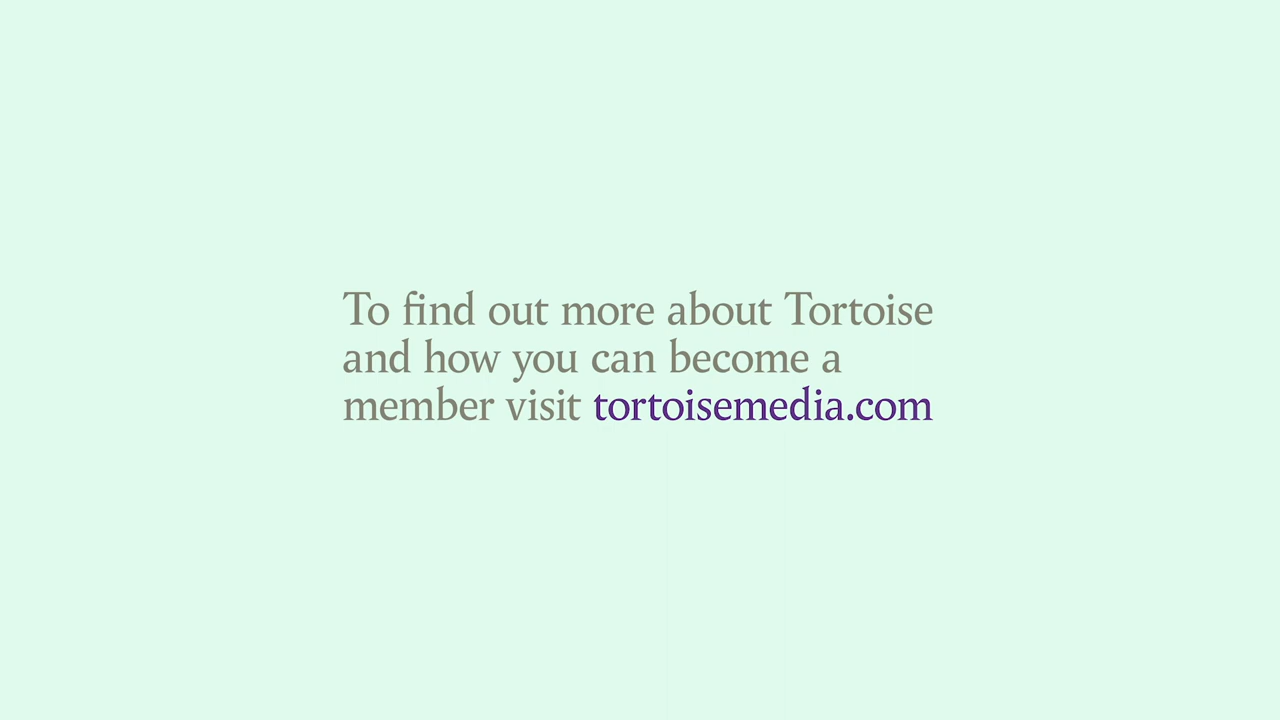 To find out more about Tortoise
and how you can become a
member visit tortoisemedia.com